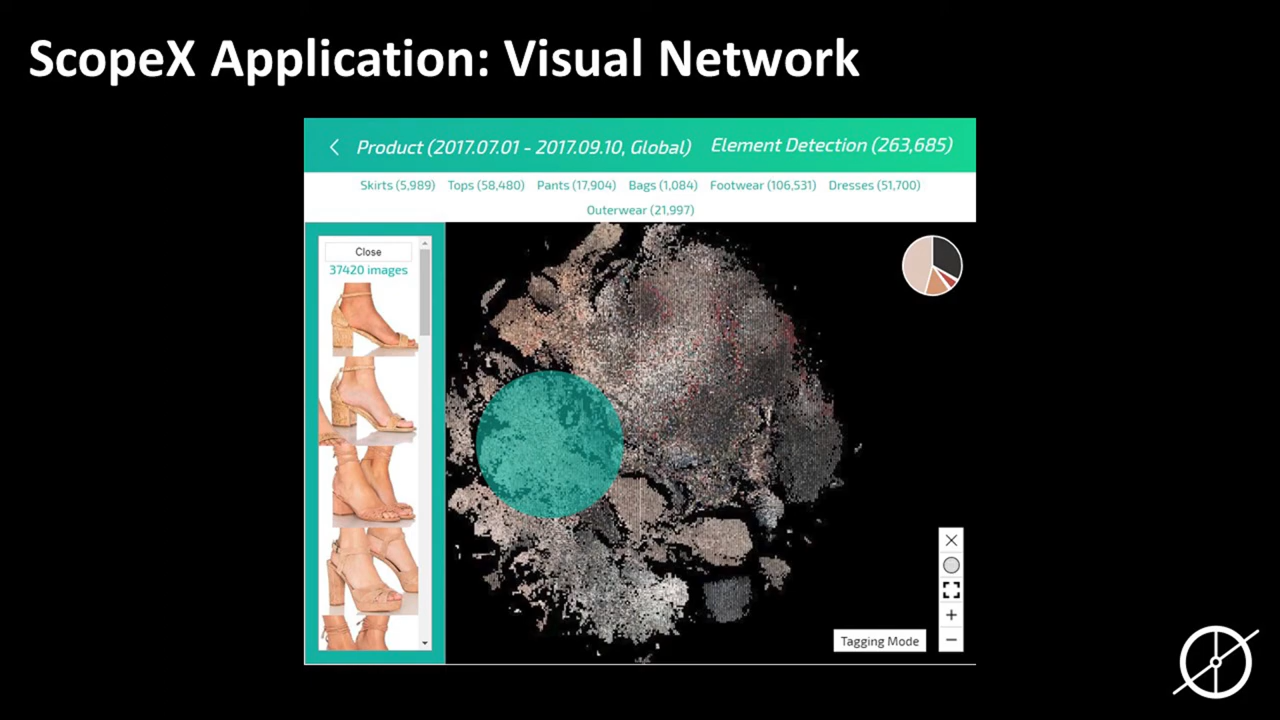 ScopeX Application: Visual Network
Product (2017.07.01 - 2017.09.10, Global) Element Detection (263,685)
Skirts (5,989) Tops (58,480) Pants (17,904) Bags (1,084) Footwear (106,531) Dresses (51,700)
Outerwear (21,997)
Close
37420 images
Tagging Mode